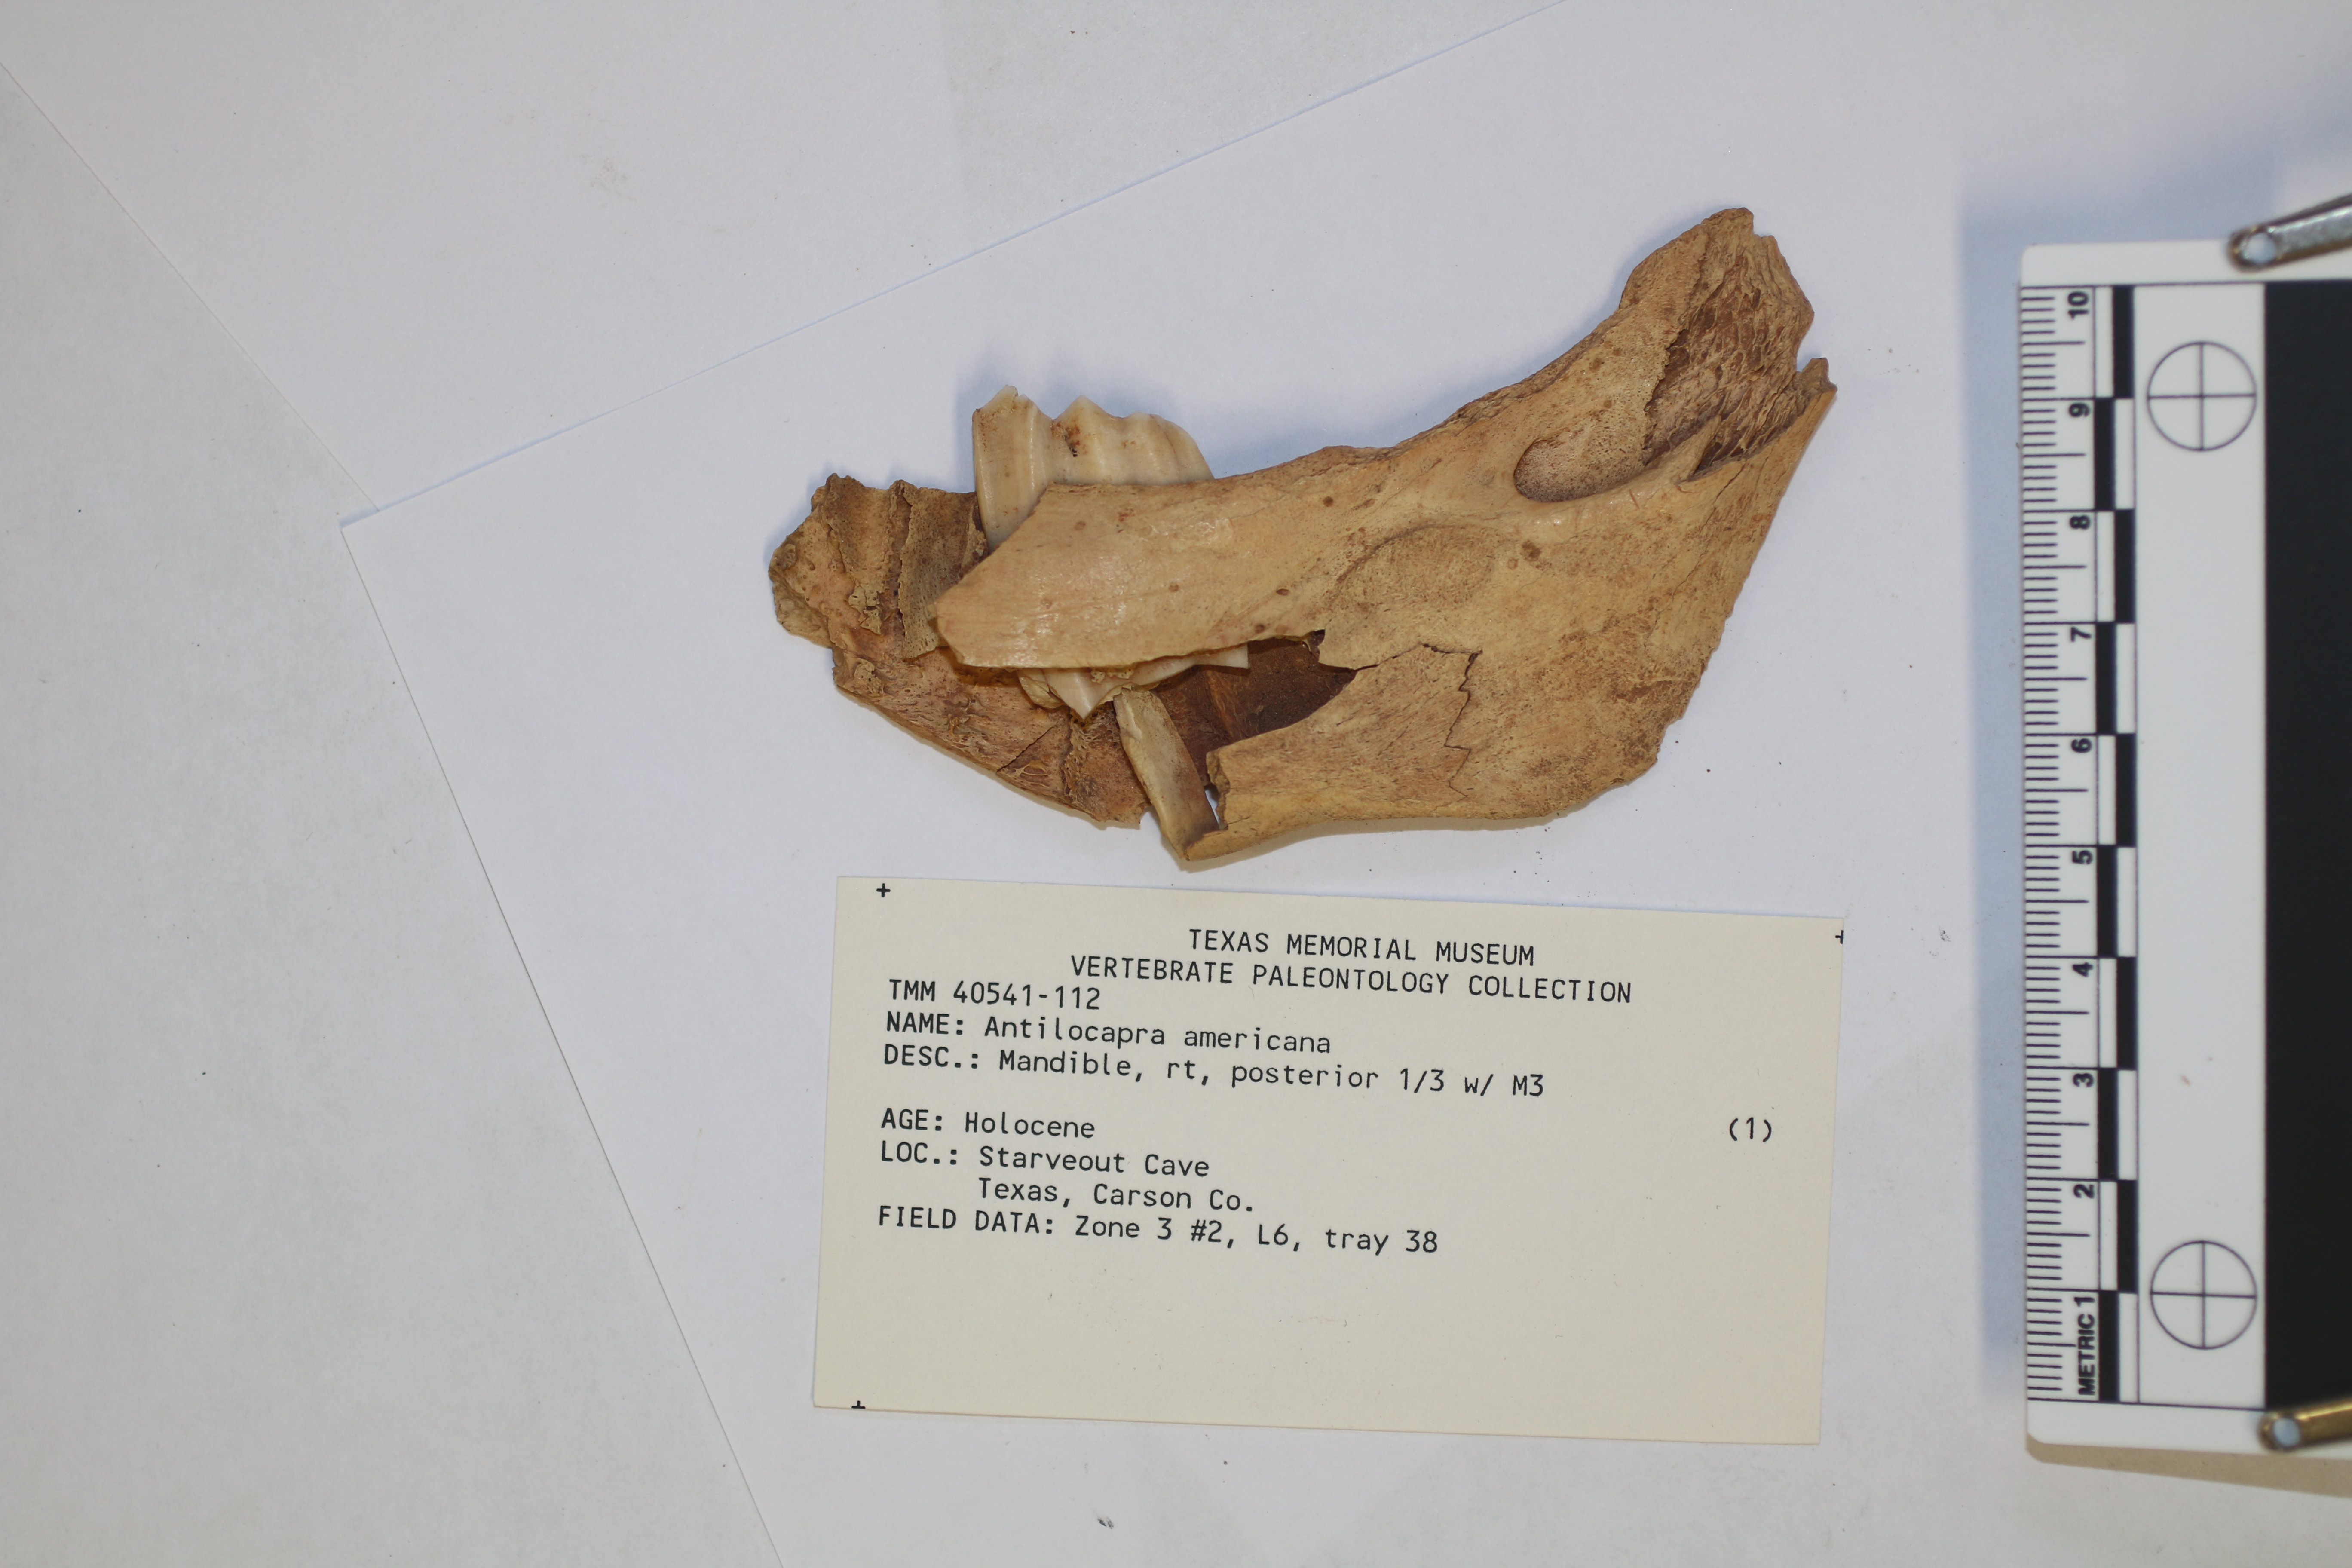 TEXAS MEMORIAL MUSEUM
VERTEBRATE PALEONTOLOGY COLLECTION
TMM 40541-112
NAME: Antilocapra americana
DESC.: Mandible, rt, posterior 1/3 w/ M3
AGE: Holocene
LOC.: Starveout Cave
Texas, Carson Co.
FIELD DATA: Zone 3 #2, L6, tray 38
(1)
METRIC 1 2 3 4 5 6 7 8 9 10